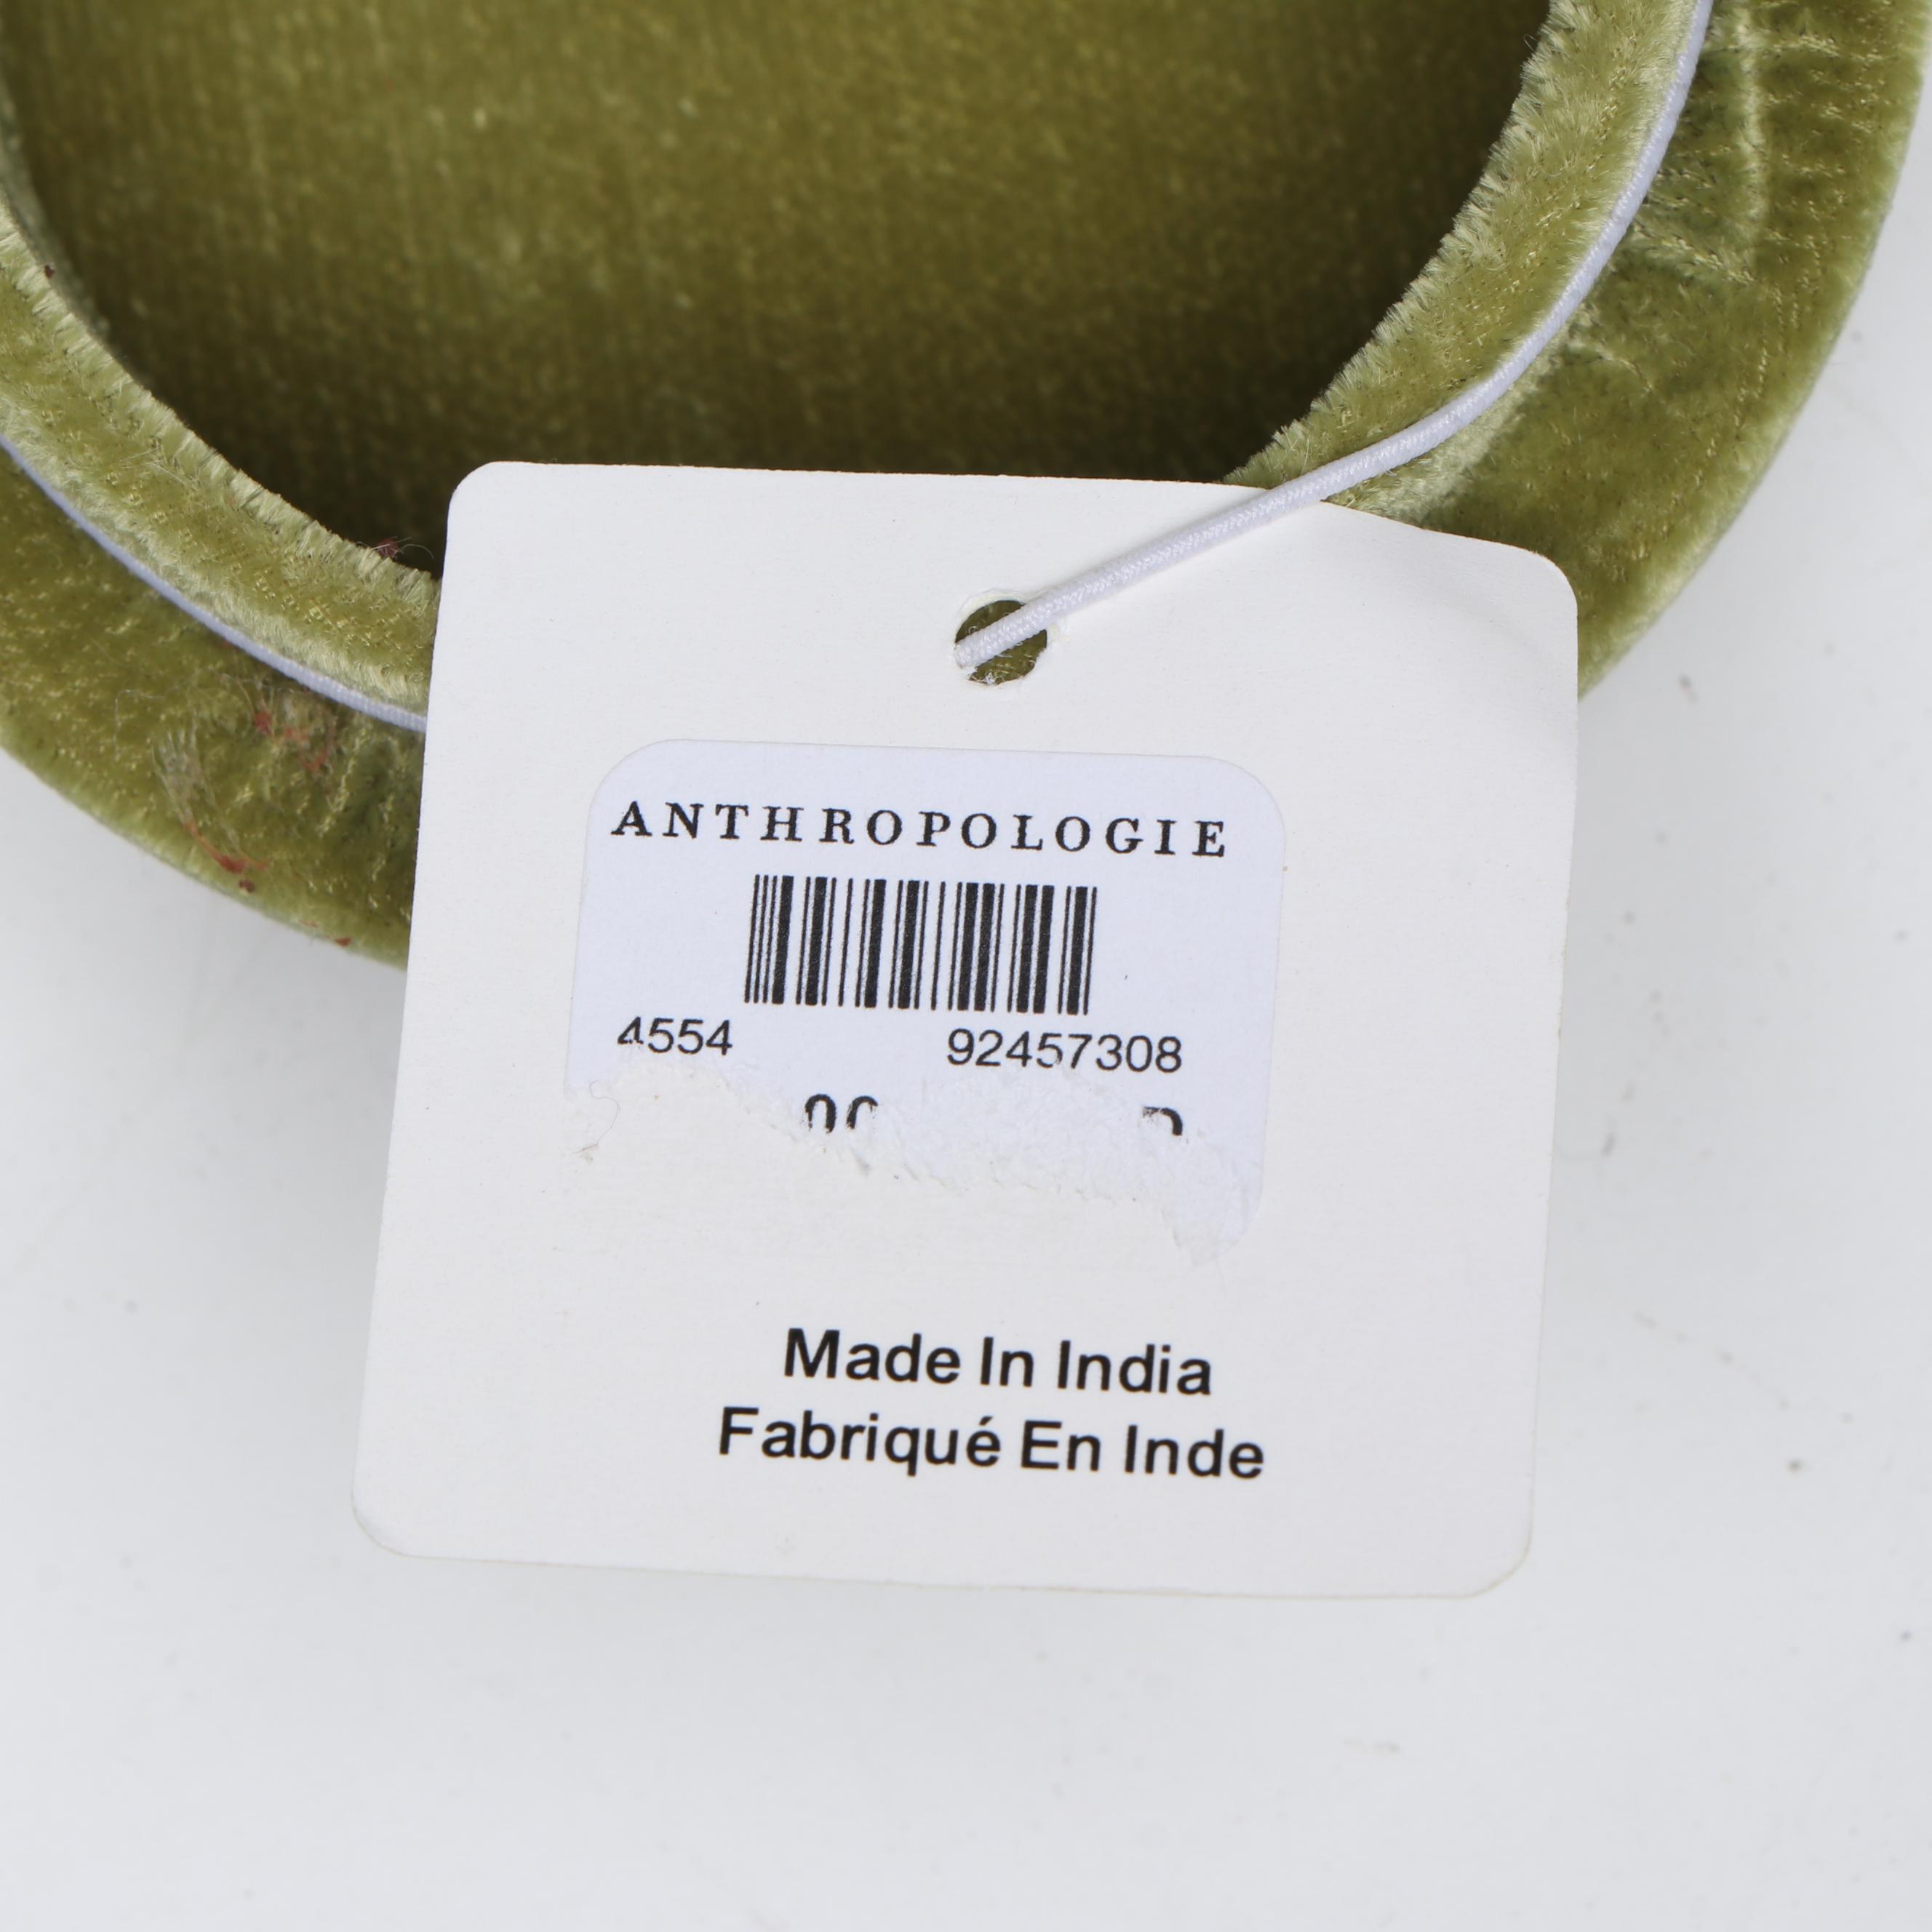 ANTHROPOLOGIE
4554 92457308
Made In India
Fabriqué En Inde